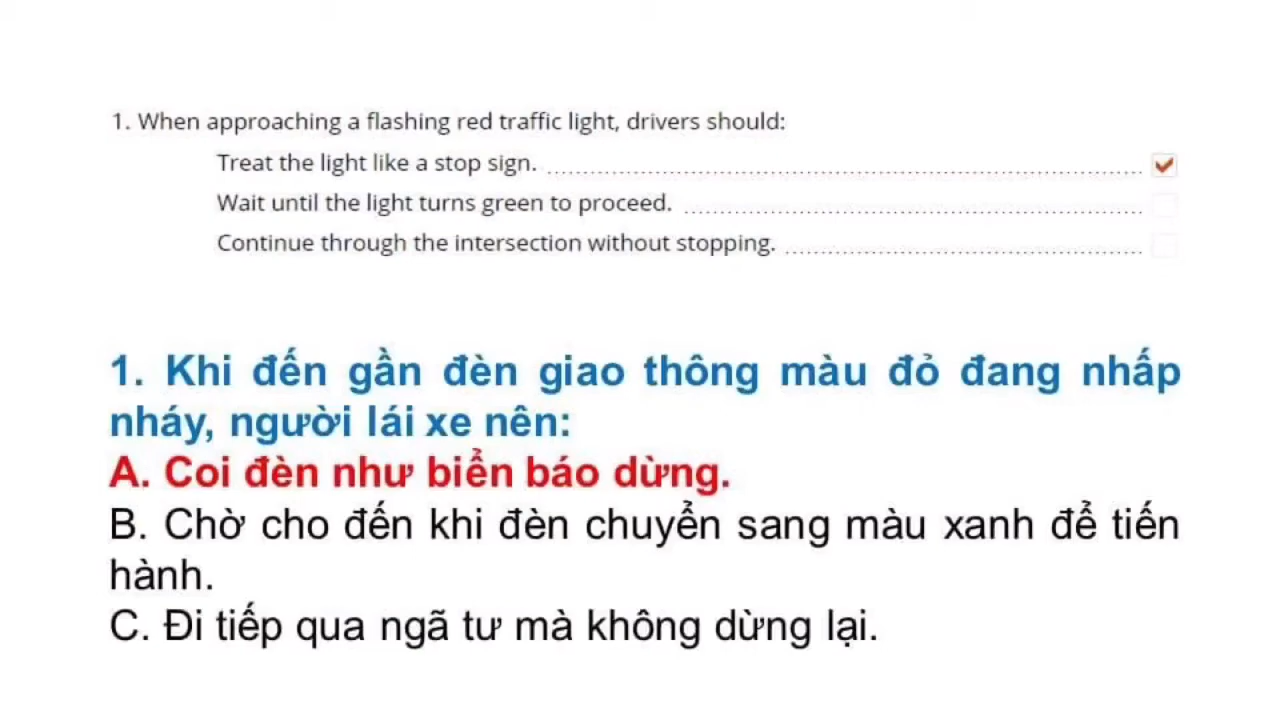 1. When approaching a flashing red traffic light, drivers should:
Treat the light like a stop sign.
Wait until the light turns green to proceed.
Continue through the intersection without stopping.
1. Khi đến gần đèn giao thông màu đỏ đang nhấp
nháy, người lái xe nên:
A. Coi đèn như biển báo dừng.
B. Chờ cho đến khi đèn chuyển sang màu xanh để tiến
hành.
C. Đi tiếp qua ngã tư mà không dừng lại.